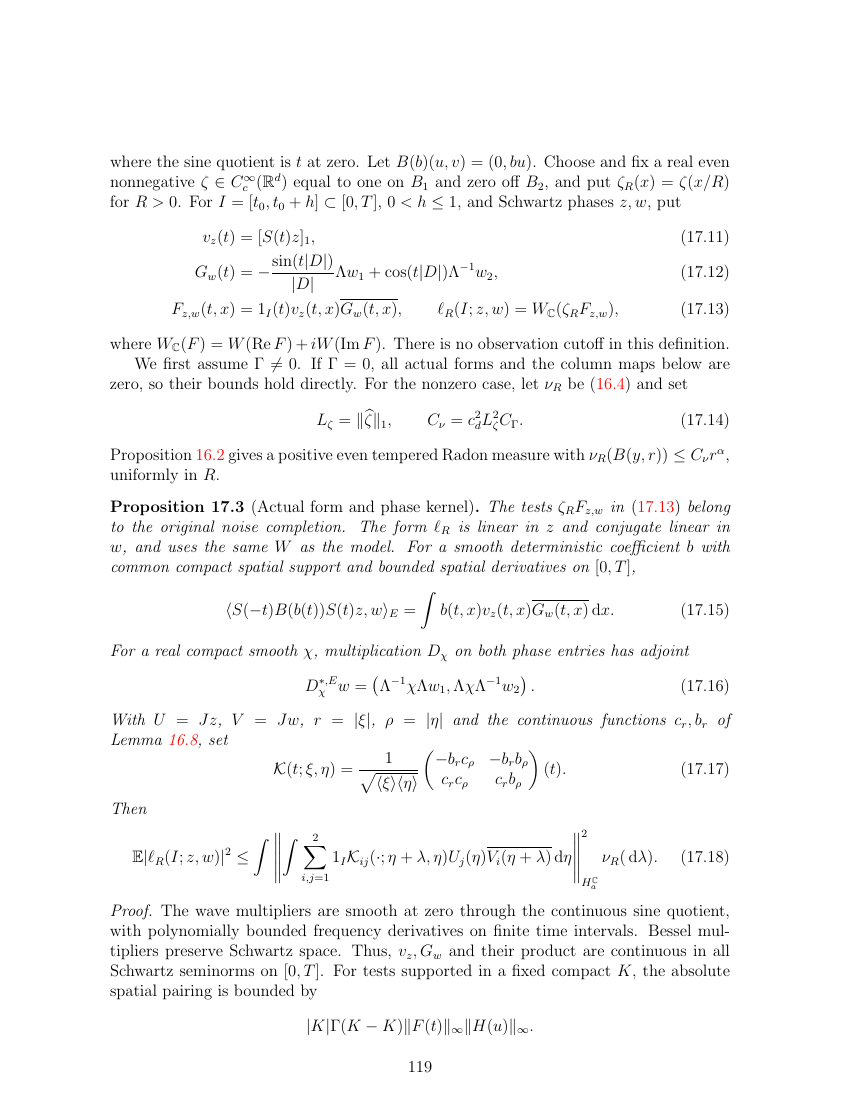 where the sine quotient is t at zero. Let B(b)(u, v) = (0, bu). Choose and fix a real even
nonnegative ζ ∈ C_c^∞(ℝ^d) equal to one on B_1 and zero off B_2, and put ζ_R(x) = ζ(x/R)
for R > 0. For I = [t_0, t_0 + h] ⊂ [0, T], 0 < h ≤ 1, and Schwartz phases z, w, put
v_z(t) = [S(t)z]_1, (17.11)
G_w(t) = −\frac{sin(t|D|)}{|D|}Λw_1 + cos(t|D|)Λ^{−1}w_2, (17.12)
F_{z,w}(t, x) = 1_I(t)v_z(t, x)\overline{G_w(t, x)}, ℓ_R(I; z, w) = W_ℂ(ζ_R F_{z,w}), (17.13)
where W_ℂ(F) = W(Re F) + iW(Im F). There is no observation cutoff in this definition.
We first assume Γ ≠ 0. If Γ = 0, all actual forms and the column maps below are
zero, so their bounds hold directly. For the nonzero case, let ν_R be (16.4) and set
L_ζ = ‖\widehat{ζ}‖_1, C_ν = c_d^2 L_ζ^2 C_Γ. (17.14)
Proposition 16.2 gives a positive even tempered Radon measure with ν_R(B(y, r)) ≤ C_ν r^α,
uniformly in R.
Proposition 17.3 (Actual form and phase kernel). The tests ζ_R F_{z,w} in (17.13) belong
to the original noise completion. The form ℓ_R is linear in z and conjugate linear in
w, and uses the same W as the model. For a smooth deterministic coefficient b with
common compact spatial support and bounded spatial derivatives on [0, T],
⟨S(−t)B(b(t))S(t)z, w⟩_E = ∫ b(t, x)v_z(t, x)\overline{G_w(t, x)} dx. (17.15)
For a real compact smooth χ, multiplication D_χ on both phase entries has adjoint
D_χ^{*,E}w = (Λ^{−1}χΛw_1, ΛχΛ^{−1}w_2). (17.16)
With U = Jz, V = Jw, r = |ξ|, ρ = |η| and the continuous functions c_r, b_r of
Lemma 16.8, set
𝒦(t; ξ, η) = \frac{1}{\sqrt{⟨ξ⟩⟨η⟩}} \begin{pmatrix} −b_r c_ρ & −b_r b_ρ \\ c_r c_ρ & c_r b_ρ \end{pmatrix} (t). (17.17)
Then
𝔼|ℓ_R(I; z, w)|^2 ≤ ∫ ‖∫ \sum_{i,j=1}^{2} 1_I 𝒦_{ij}(·; η + λ, η)U_j(η)\overline{V_i(η + λ)} dη‖_{H_a^ℂ}^2 ν_R( dλ). (17.18)
Proof. The wave multipliers are smooth at zero through the continuous sine quotient,
with polynomially bounded frequency derivatives on finite time intervals. Bessel mul-
tipliers preserve Schwartz space. Thus, v_z, G_w and their product are continuous in all
Schwartz seminorms on [0, T]. For tests supported in a fixed compact K, the absolute
spatial pairing is bounded by
|K|Γ(K − K)‖F(t)‖_∞‖H(u)‖_∞.
119